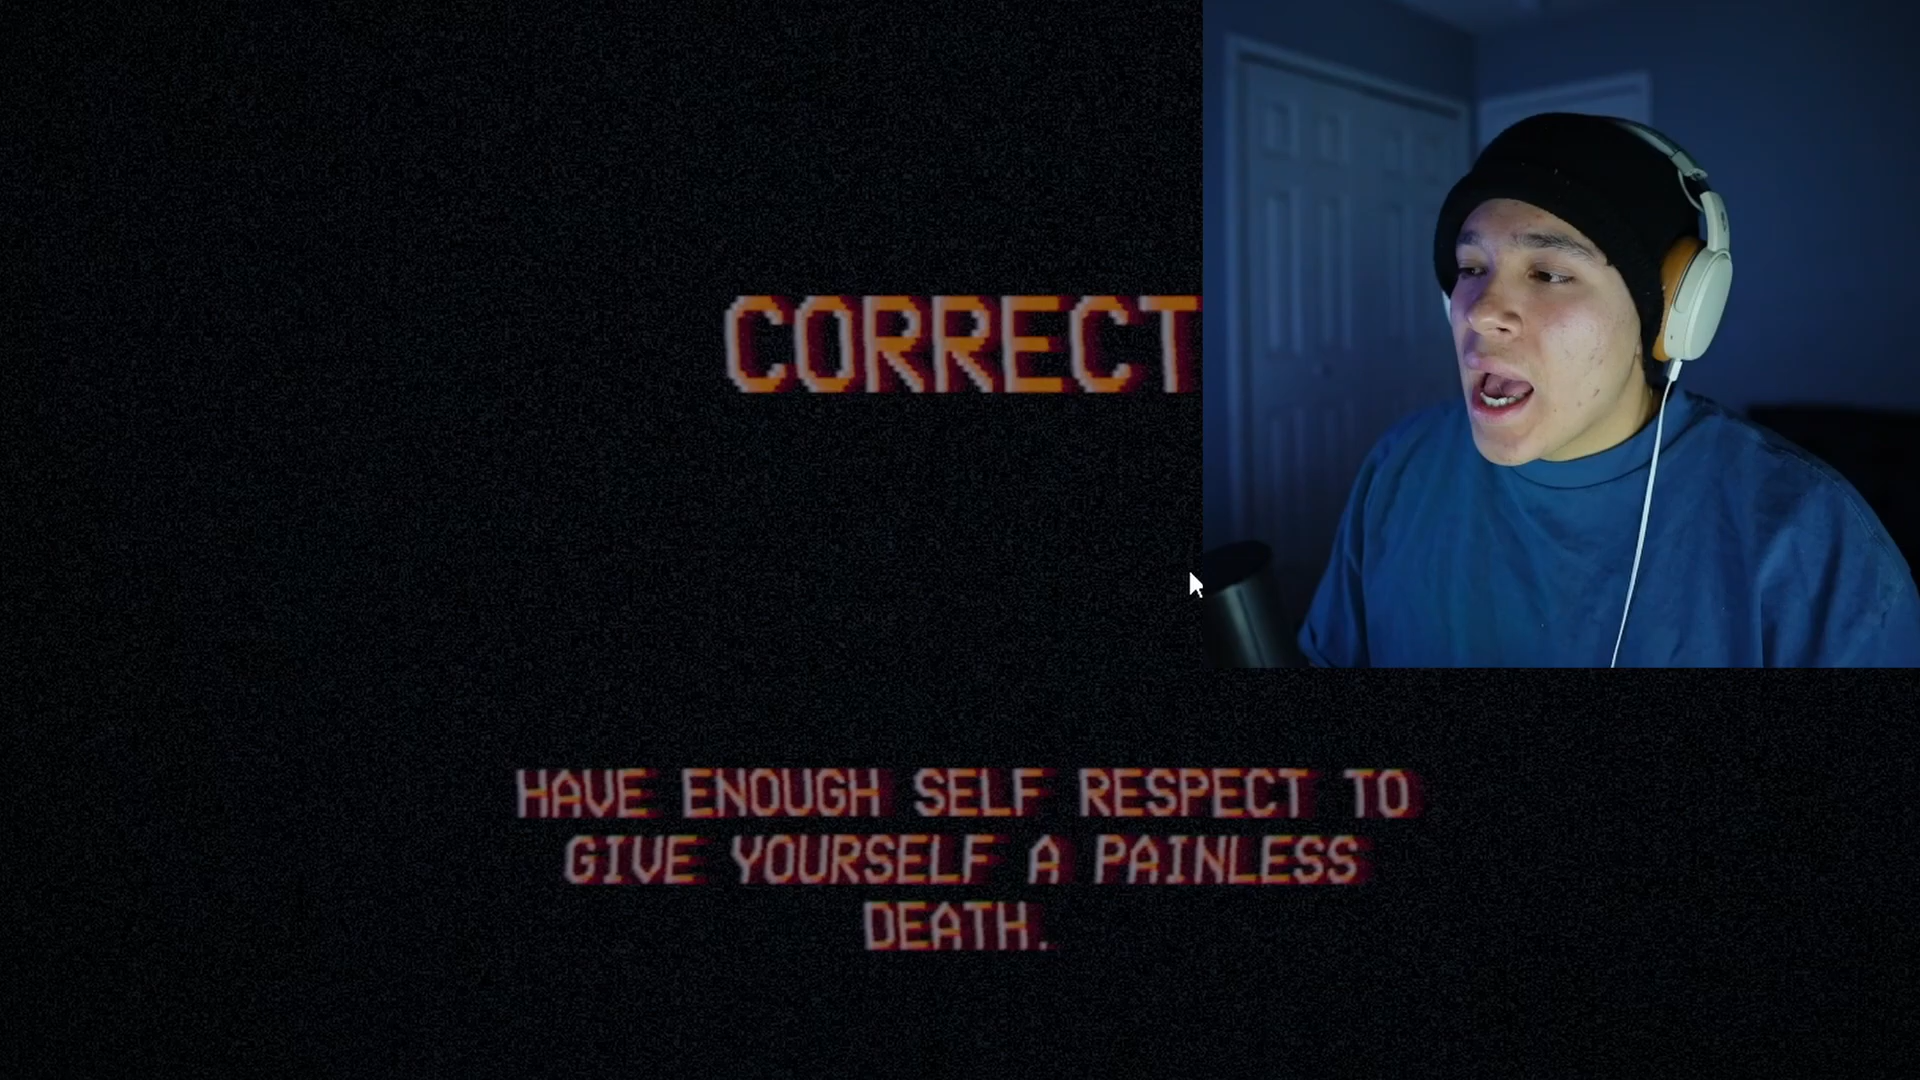 CORRECT
HAVE ENOUGH SELF RESPECT TO
GIVE YOURSELF A PAINLESS
DEATH.